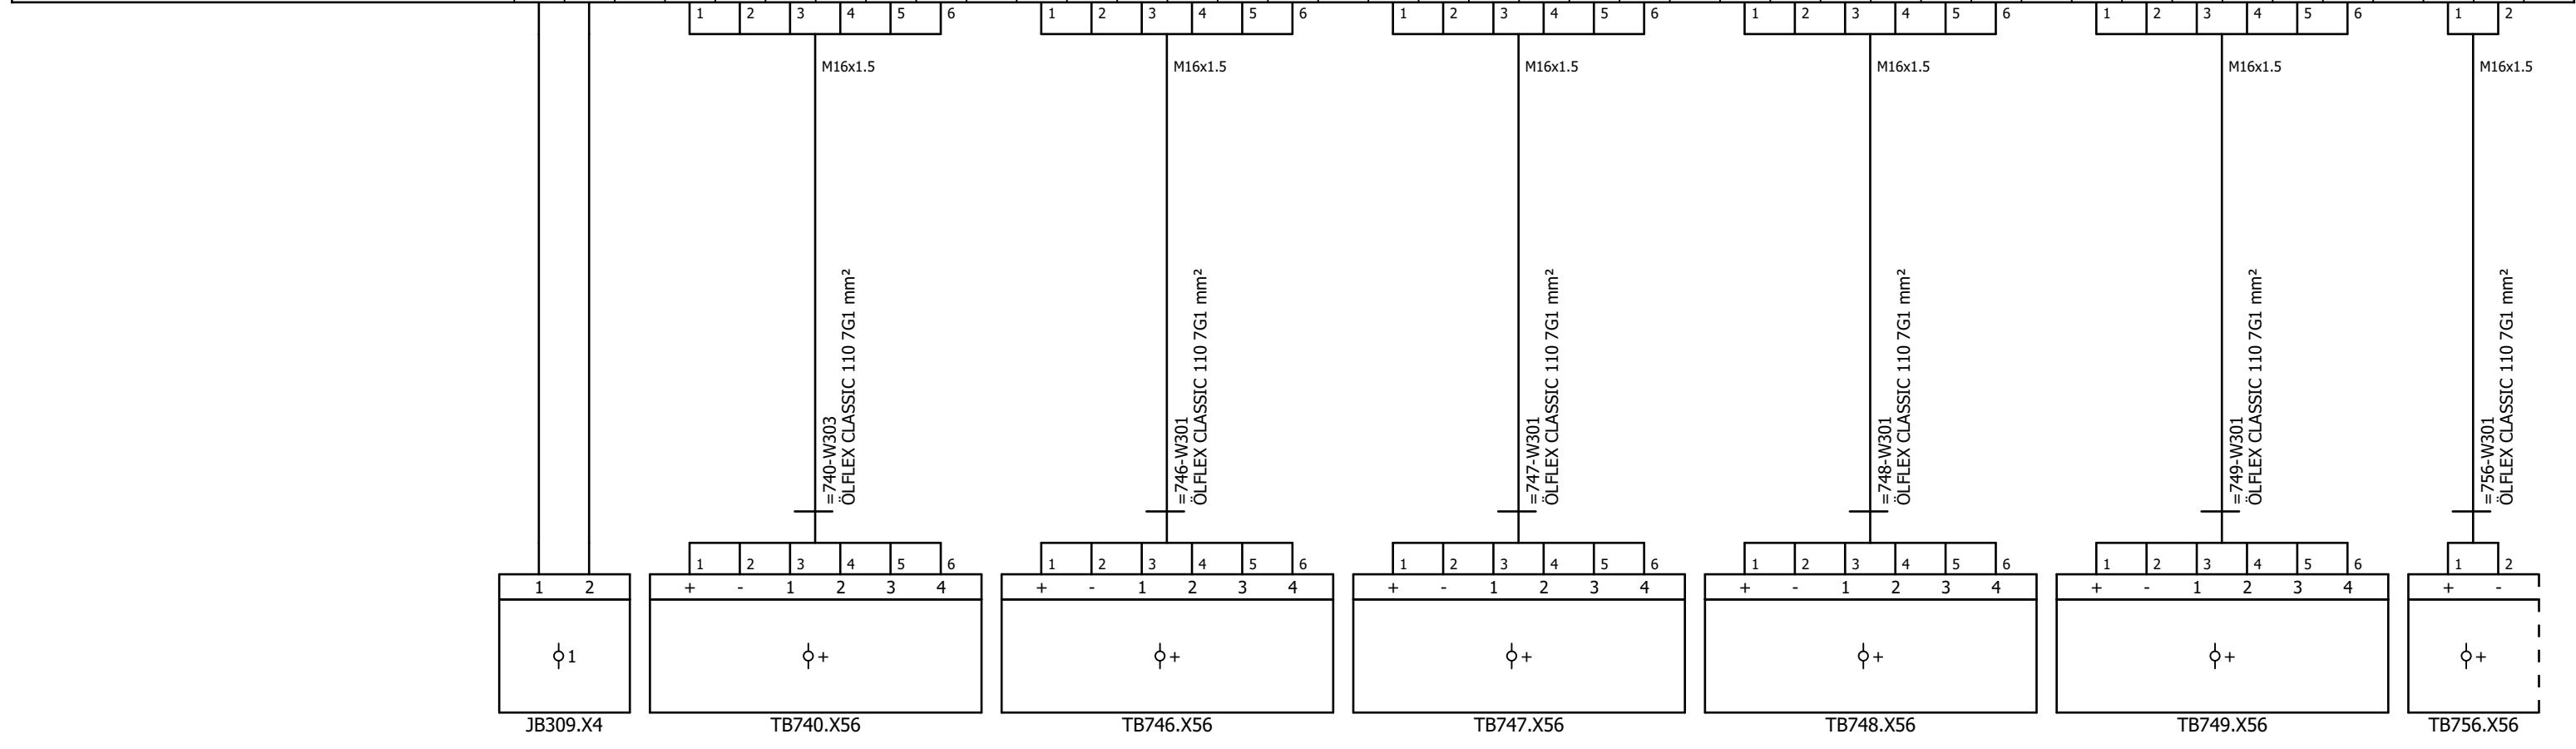 1 2 3 4 5 6 1 2 3 4 5 6 1 2 3 4 5 6 1 2 3 4 5 6 1 2 3 4 5 6 1 2
M16x1.5 M16x1.5 M16x1.5 M16x1.5 M16x1.5 M16x1.5
=740-W303
ÖLFLEX CLASSIC 110 7G1 mm²
=746-W301
ÖLFLEX CLASSIC 110 7G1 mm²
=747-W301
ÖLFLEX CLASSIC 110 7G1 mm²
=748-W301
ÖLFLEX CLASSIC 110 7G1 mm²
=749-W301
ÖLFLEX CLASSIC 110 7G1 mm²
=756-W301
ÖLFLEX CLASSIC 110 7G1 mm²
1 2 3 4 5 6 1 2 3 4 5 6 1 2 3 4 5 6 1 2 3 4 5 6 1 2 3 4 5 6 1 2
1 2 + - 1 2 3 4 + - 1 2 3 4 + - 1 2 3 4 + - 1 2 3 4 + - 1 2 3 4 + -
1 + + + + + +
JB309.X4 TB740.X56 TB746.X56 TB747.X56 TB748.X56 TB749.X56 TB756.X56